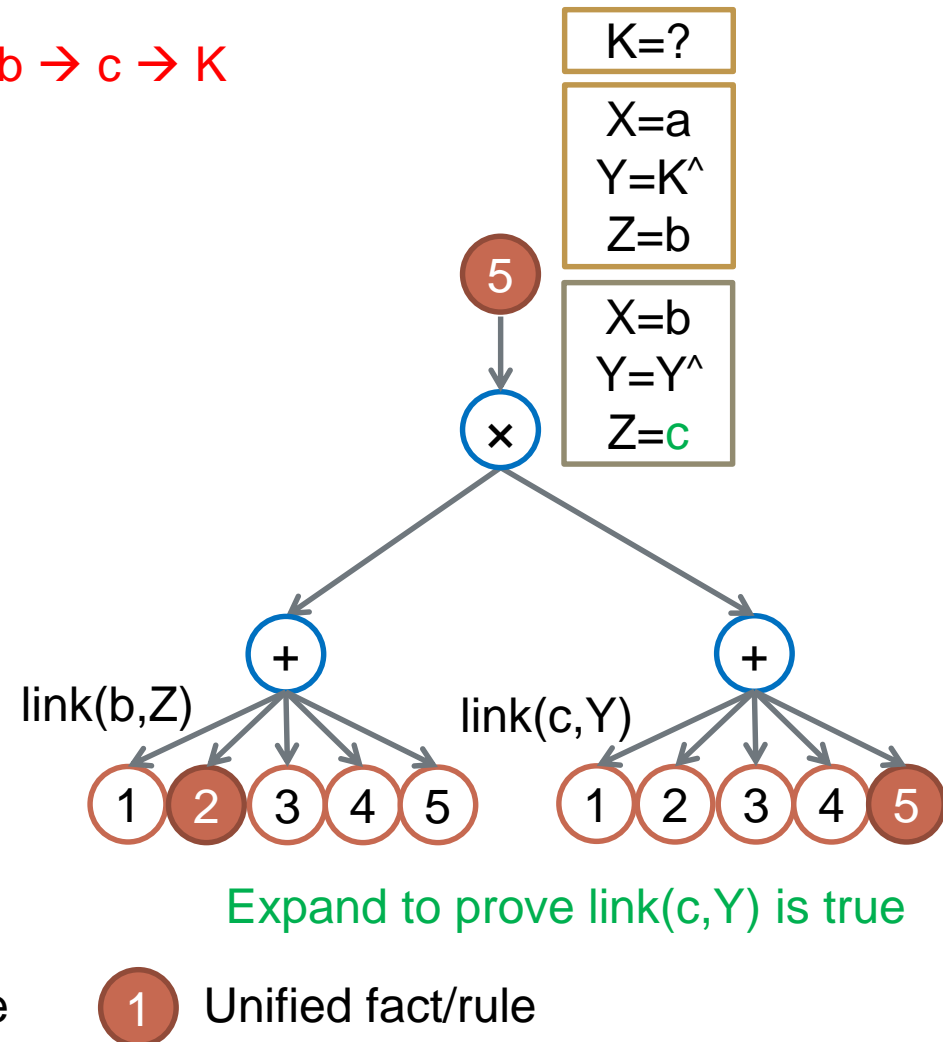 b → c → K
K=?
X=a
Y=K^
Z=b
5
X=b
Y=Y^
Z=c
×
+
+
link(b,Z)
link(c,Y)
1 2 3 4 5
1 2 3 4 5
Expand to prove link(c,Y) is true
e
1 Unified fact/rule